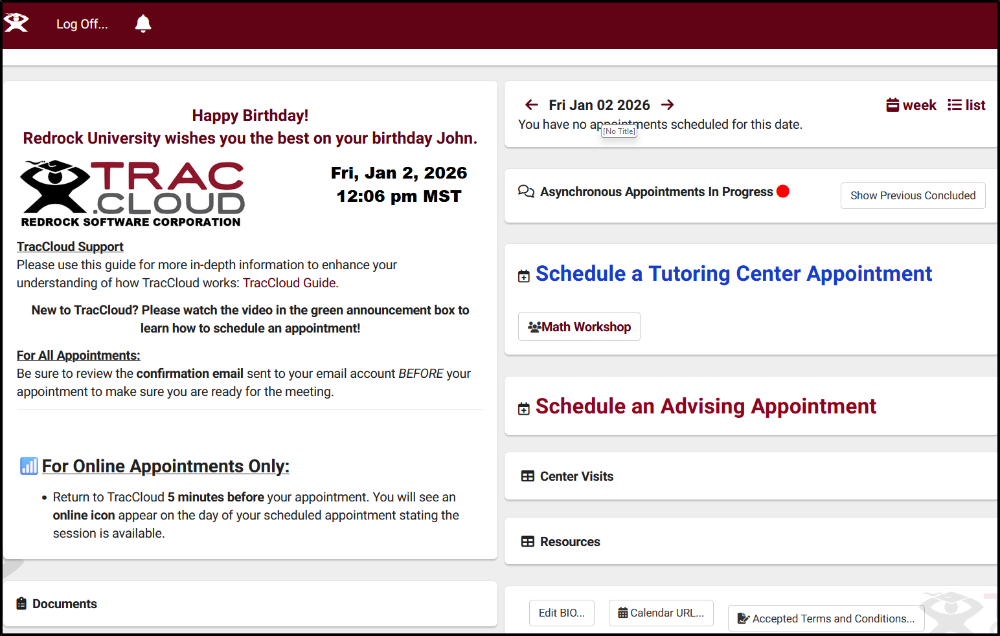 Log Off...
Happy Birthday!
Redrock University wishes you the best on your birthday John.
TRAC
.CLOUD
REDROCK SOFTWARE CORPORATION
Fri, Jan 2, 2026
12:06 pm MST
TracCloud Support
Please use this guide for more in-depth information to enhance your
understanding of how TracCloud works: TracCloud Guide.
New to TracCloud? Please watch the video in the green announcement box to
learn how to schedule an appointment!
For All Appointments:
Be sure to review the confirmation email sent to your email account BEFORE your
appointment to make sure you are ready for the meeting.
For Online Appointments Only:
Return to TracCloud 5 minutes before your appointment. You will see an
online icon appear on the day of your scheduled appointment stating the
session is available.
Documents
Fri Jan 02 2026
week
list
You have no appointments scheduled for this date.
[No Title]
Asynchronous Appointments In Progress
Show Previous Concluded
Schedule a Tutoring Center Appointment
Math Workshop
Schedule an Advising Appointment
Center Visits
Resources
Edit BIO...
Calendar URL...
Accepted Terms and Conditions...